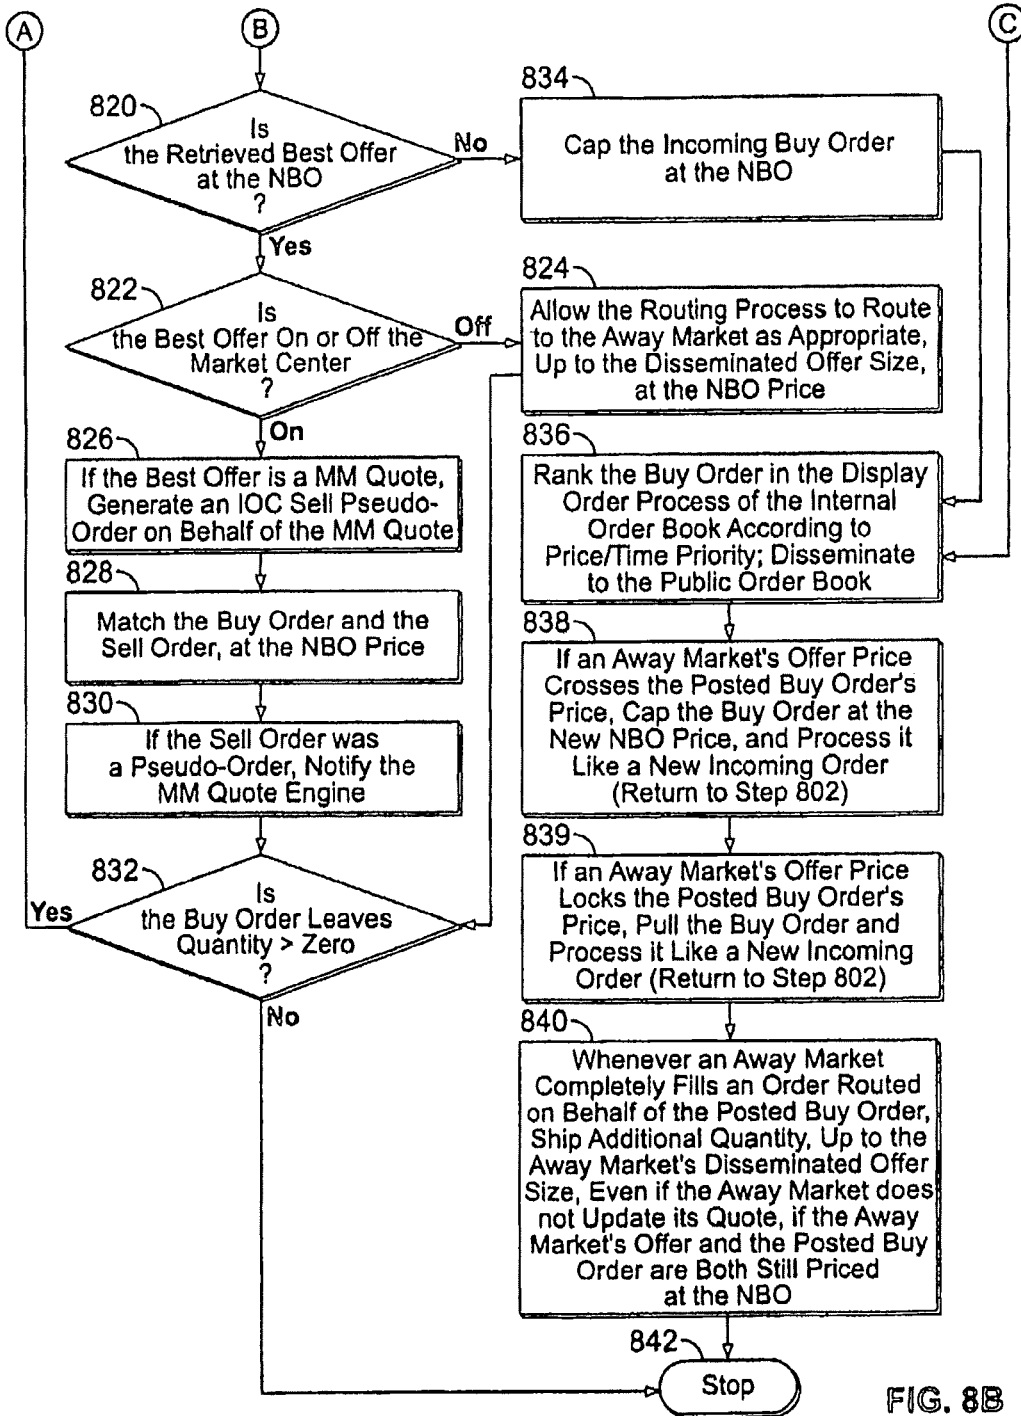 A
B
C
820
Is
the Retrieved Best Offer
at the NBO
?
No
Yes
834
Cap the Incoming Buy Order
at the NBO
822
Is
the Best Offer On or Off the
Market Center
?
Off
On
824
Allow the Routing Process to Route
to the Away Market as Appropriate,
Up to the Disseminated Offer Size,
at the NBO Price
826
If the Best Offer is a MM Quote,
Generate an IOC Sell Pseudo-
Order on Behalf of the MM Quote
828
Match the Buy Order and the
Sell Order, at the NBO Price
830
If the Sell Order was
a Pseudo-Order, Notify the
MM Quote Engine
832
Is
the Buy Order Leaves
Quantity > Zero
?
Yes
No
836
Rank the Buy Order in the Display
Order Process of the Internal
Order Book According to
Price/Time Priority; Disseminate
to the Public Order Book
838
If an Away Market's Offer Price
Crosses the Posted Buy Order's
Price, Cap the Buy Order at the
New NBO Price, and Process it
Like a New Incoming Order
(Return to Step 802)
839
If an Away Market's Offer Price
Locks the Posted Buy Order's
Price, Pull the Buy Order and
Process it Like a New Incoming
Order (Return to Step 802)
840
Whenever an Away Market
Completely Fills an Order Routed
on Behalf of the Posted Buy Order,
Ship Additional Quantity, Up to the
Away Market's Disseminated Offer
Size, Even if the Away Market does
not Update its Quote, if the Away
Market's Offer and the Posted Buy
Order are Both Still Priced
at the NBO
842
Stop
FIG. 8B